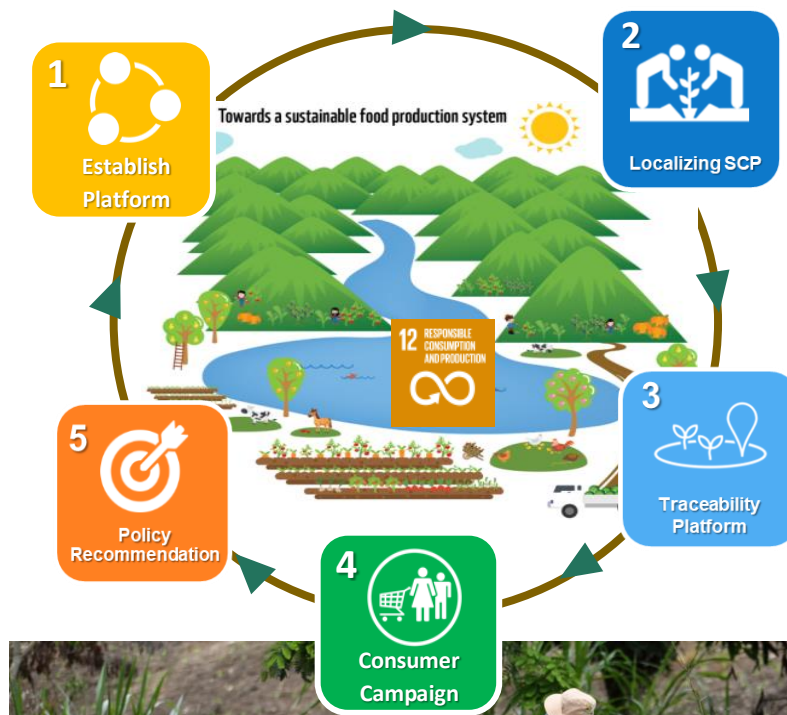 1
Establish
Platform
Towards a sustainable food production system
2
Localizing SCP
12 RESPONSIBLE
CONSUMPTION
AND PRODUCTION
3
Traceability
Platform
4
Consumer
Campaign
5
Policy
Recommendation